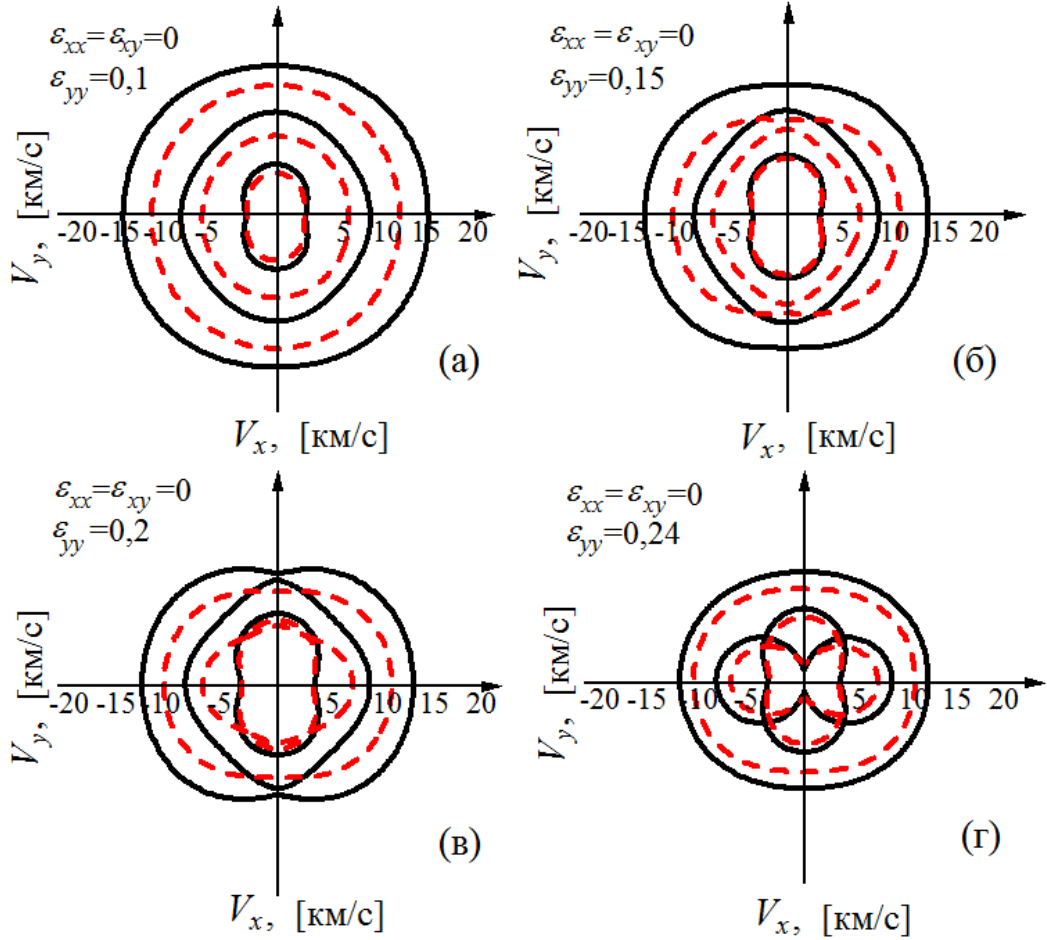 εxx=εxy=0
εyy=0,1
Vy, [км/с]
-20 -15 -10 -5 5 10 15 20
(а)
Vx, [км/с]
εxx=εxy=0
εyy=0,15
Vy, [км/с]
-20 -15 -10 -5 5 10 15 20
(б)
Vx, [км/с]
εxx=εxy=0
εyy=0,2
Vy, [км/с]
-20 -15 -10 -5 5 10 15 20
(в)
Vx, [км/с]
εxx=εxy=0
εyy=0,24
Vy, [км/с]
-20 -15 -10 -5 5 10 15 20
(г)
Vx, [км/с]